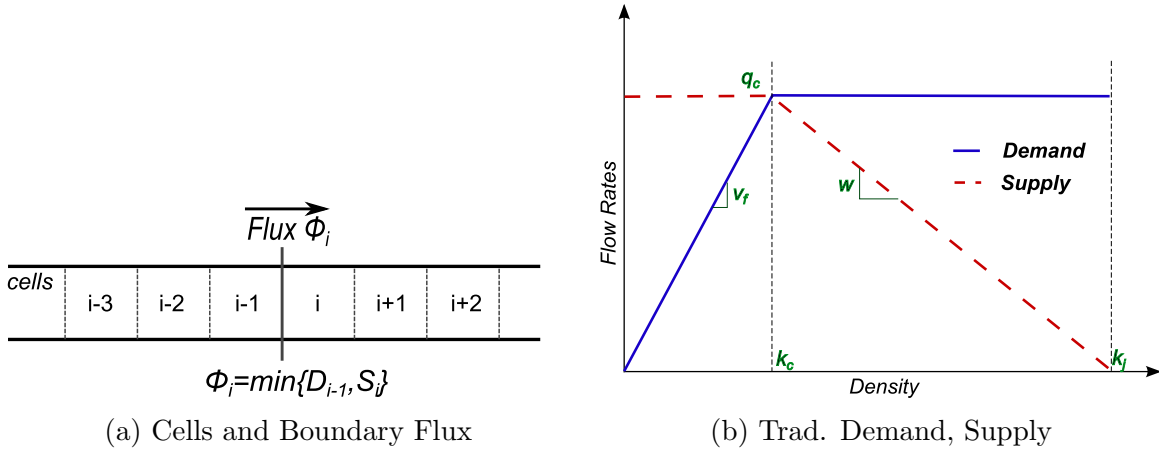 Flux Φi
cells
i-3
i-2
i-1
i
i+1
i+2
Φi=min{Di-1,Si}
(a) Cells and Boundary Flux
Flow Rates
qc
vf
w
Demand
Supply
kc
kj
Density
(b) Trad. Demand, Supply